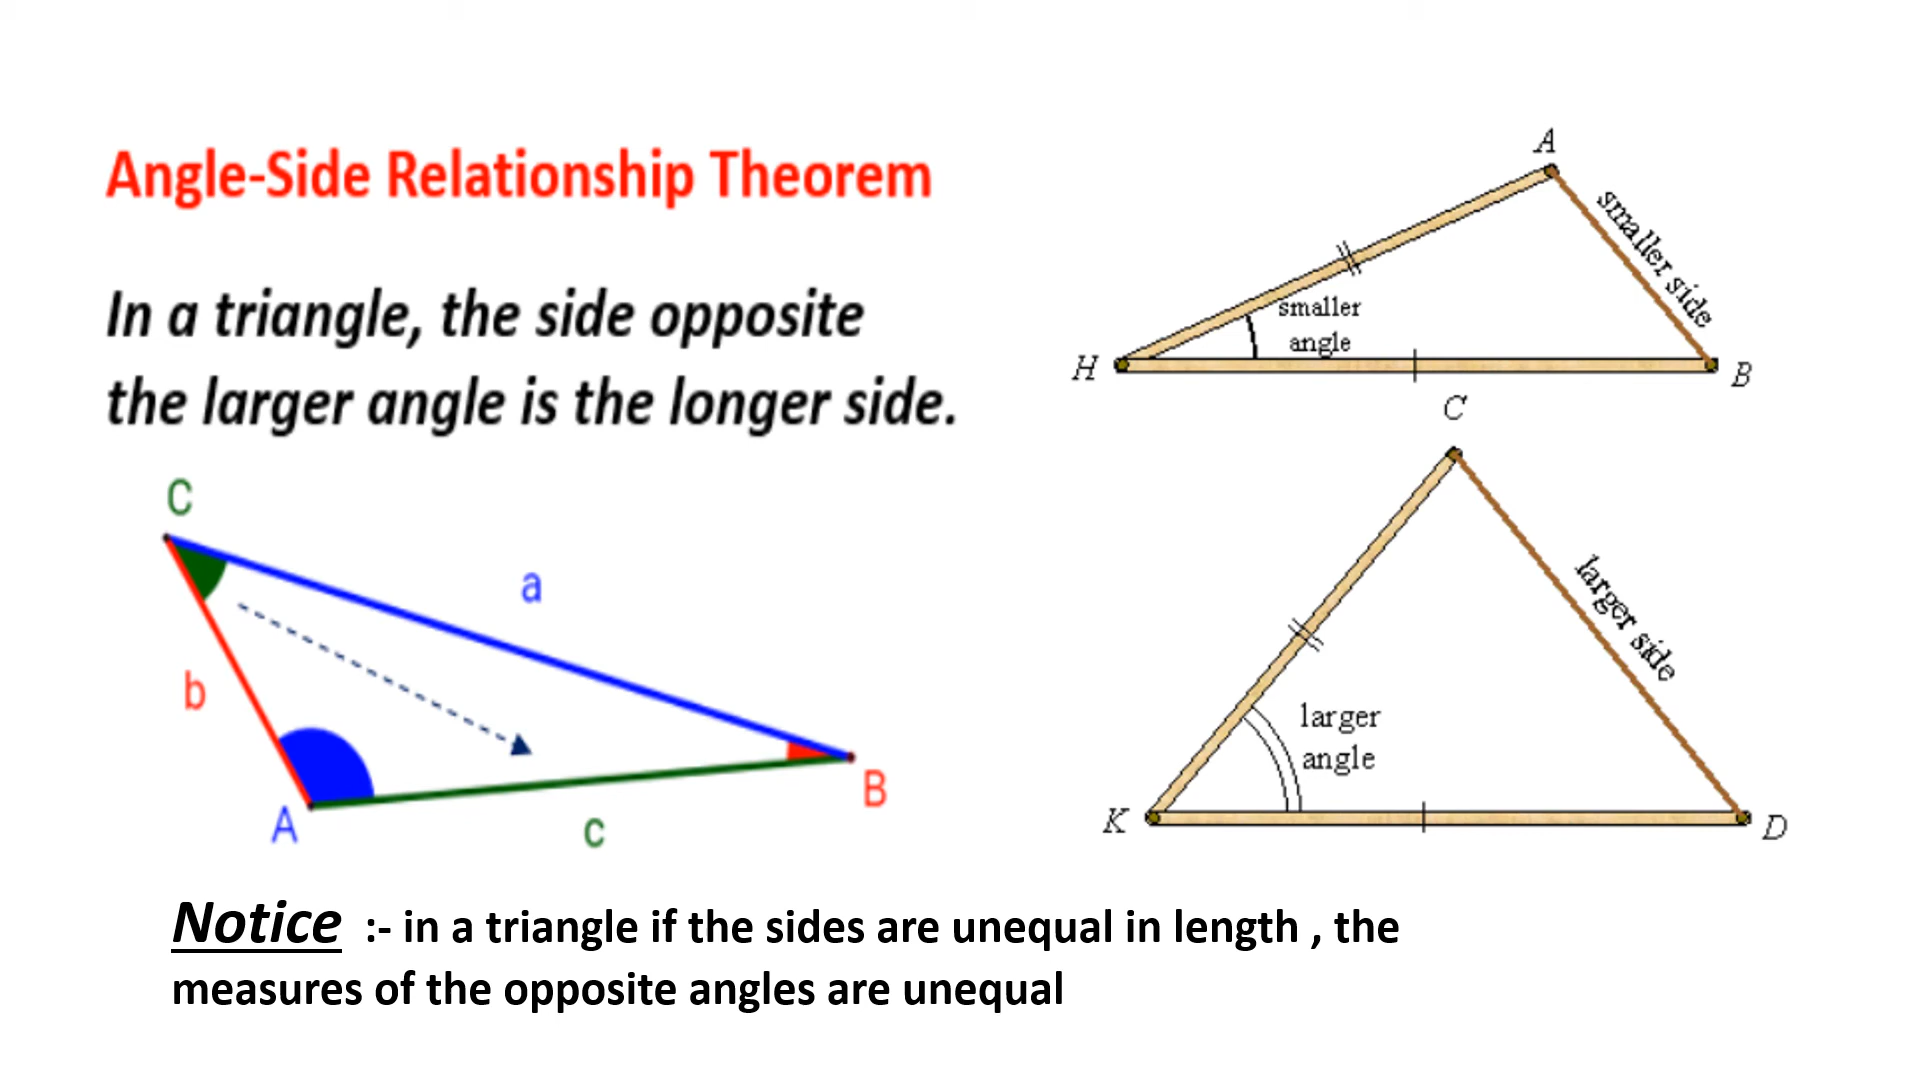 Angle-Side Relationship Theorem
In a triangle, the side opposite
the larger angle is the longer side.
C
a
b
A
c
B
A
smaller side
smaller
angle
H
B
C
larger side
larger
angle
K
D
Notice :- in a triangle if the sides are unequal in length , the
measures of the opposite angles are unequal